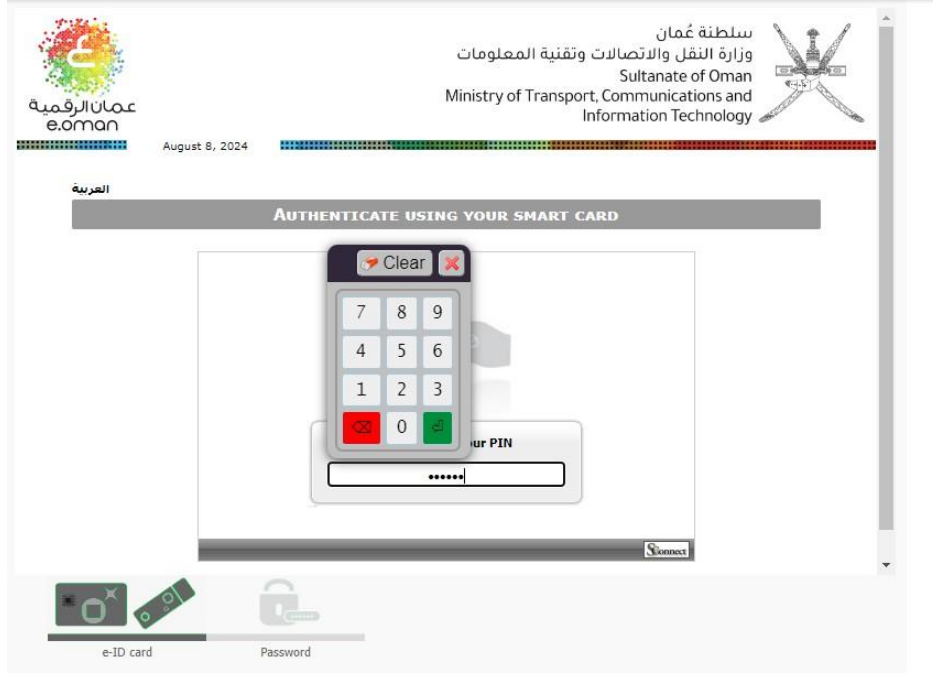 سلطنة عُمان
وزارة النقل والاتصالات وتقنية المعلومات
Sultanate of Oman
Ministry of Transport, Communications and
Information Technology
عمان الرقمية
e.oman
August 8, 2024
العربية
AUTHENTICATE USING YOUR SMART CARD
Clear
7 8 9
4 5 6
1 2 3
0
PIN
••••••
SConnect
e-ID card
Password